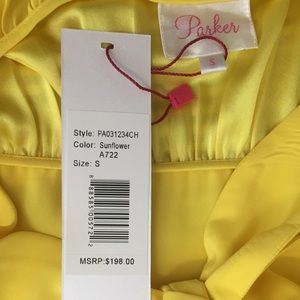 Parker
S
Style: PA031234CH
Color: Sunflower
A722
Size: S
MSRP:$198.00